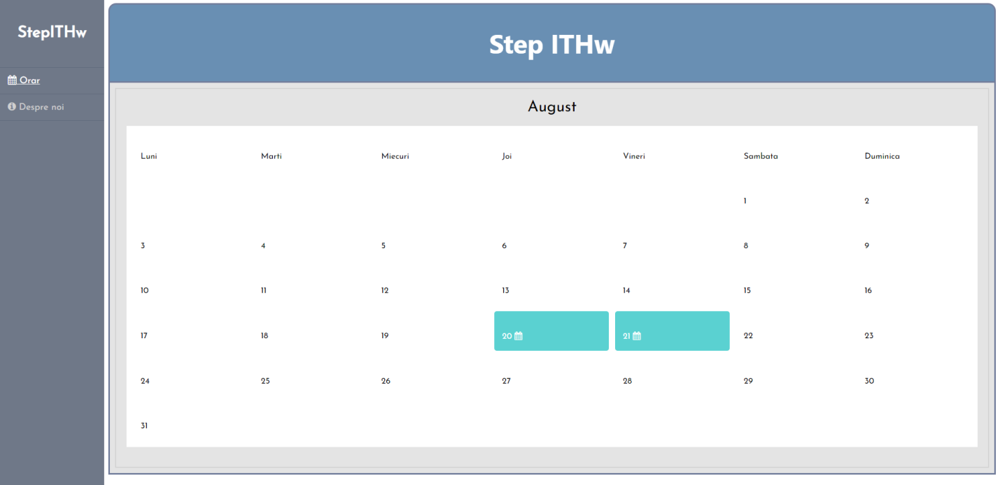 StepITHw
Orar
Despre noi
Step ITHw
August
Luni Marti Miecuri Joi Vineri Sambata Duminica
1 2
3 4 5 6 7 8 9
10 11 12 13 14 15 16
17 18 19 20 21 22 23
24 25 26 27 28 29 30
31